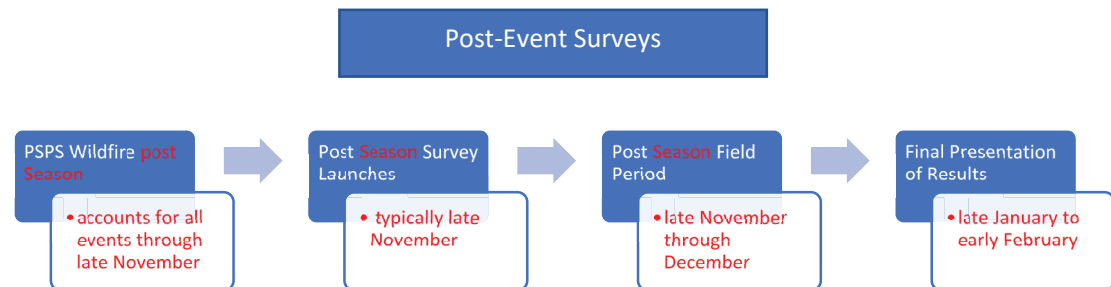 Post-Event Surveys
PSPS Wildfire post
Season
• accounts for all
events through
late November
Post Season Survey
Launches
• typically late
November
Post Season Field
Period
• late November
through
December
Final Presentation
of Results
• late January to
early February